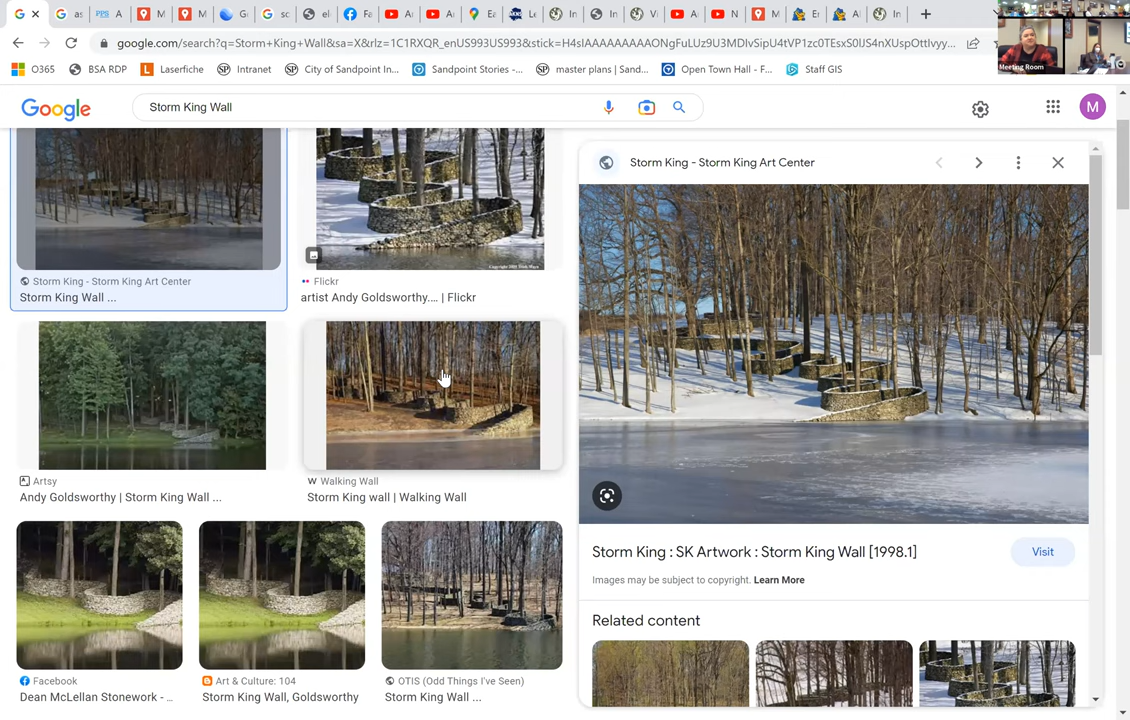 google.com/search?q=Storm+King+Wall&sa=X&rlz=1C1RXQR_enUS993US993&stick=H4sIAAAAAAAAONgFuLUz9U3MDIvSipU4tVP1zc0TEsxS0lJS4nXUspOttIvyy...
O365
BSA RDP
Laserfiche
Intranet
City of Sandpoint In...
Sandpoint Stories -...
master plans | Sand...
Open Town Hall - F...
Staff GIS
Meeting Room
Google
Storm King Wall
M
Storm King - Storm King Art Center
Storm King Wall ...
Flickr
artist Andy Goldsworthy.... | Flickr
Artsy
Andy Goldsworthy | Storm King Wall ...
Walking Wall
Storm King wall | Walking Wall
Facebook
Dean McLellan Stonework - ...
Art & Culture: 104
Storm King Wall, Goldsworthy
OTIS (Odd Things I've Seen)
Storm King Wall ...
Storm King - Storm King Art Center
Storm King : SK Artwork : Storm King Wall [1998.1]
Visit
Images may be subject to copyright. Learn More
Related content